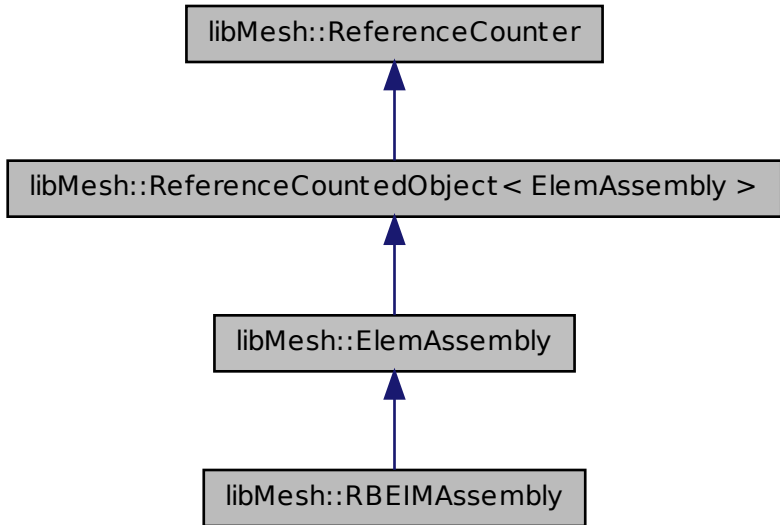 libMesh::ReferenceCounter
libMesh::ReferenceCountedObject< ElemAssembly >
libMesh::ElemAssembly
libMesh::RBEIMAssembly